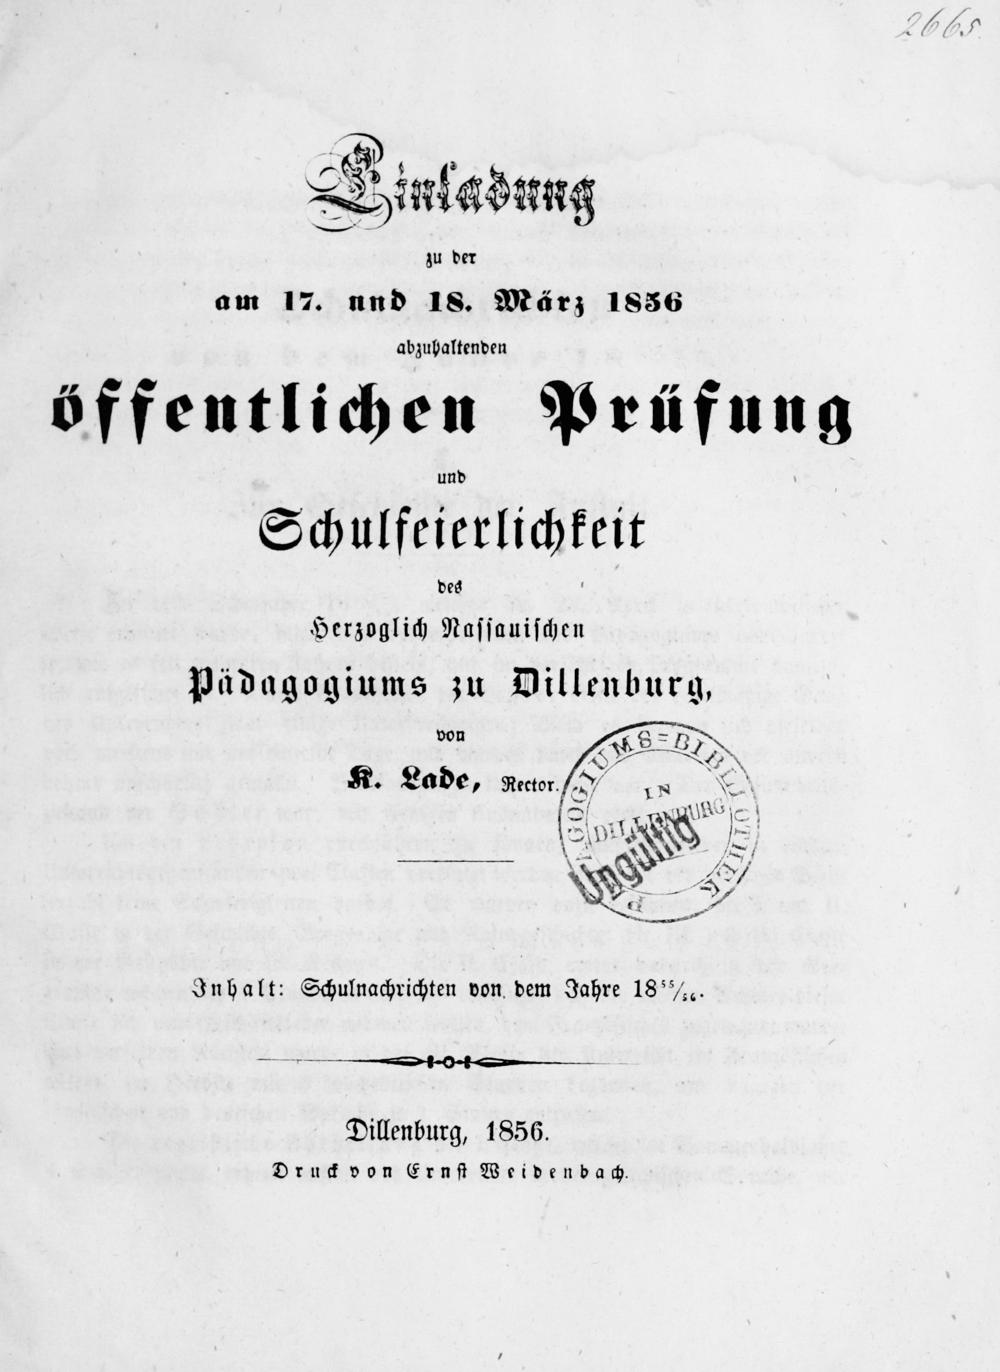 2665.
Einladung
zu der
am 17. nnd 18. März 1856
abzuhaltenden
öffentlichen Prüfung
und
Schulfeierlichkeit
des
Herzoglich Nassauischen
Pädagogiums zu Dillenburg,
von
K. Lade, Rector.
PÆDAGOGIUMS=BIBLIOTHEK
IN
DILLENBURG
Ungültig
Inhalt: Schulnachrichten von dem Jahre 18⁵⁵/₅₆.
Dillenburg, 1856.
Druck von Ernst Weidenbach.